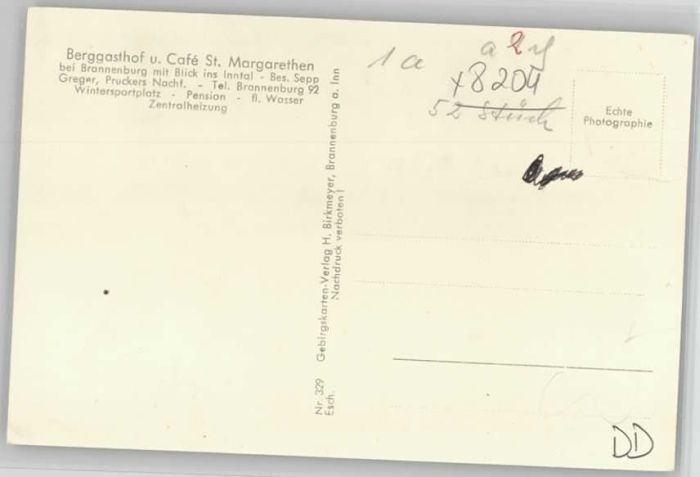 Berggasthof u. Café St. Margarethen
bei Brannenburg mit Blick ins Inntal - Bes. Sepp
Greger, Pruckers Nachf. - Tel. Brannenburg 92
Wintersportplatz - Pension - fl. Wasser
Zentralheizung
Nr. 329 Gebirgskarten-Verlag H. Birkmeyer, Brannenburg a. Inn
Esch. Nachdruck verboten!
1a
x8204
52 Stück
Echte
Photographie
DD